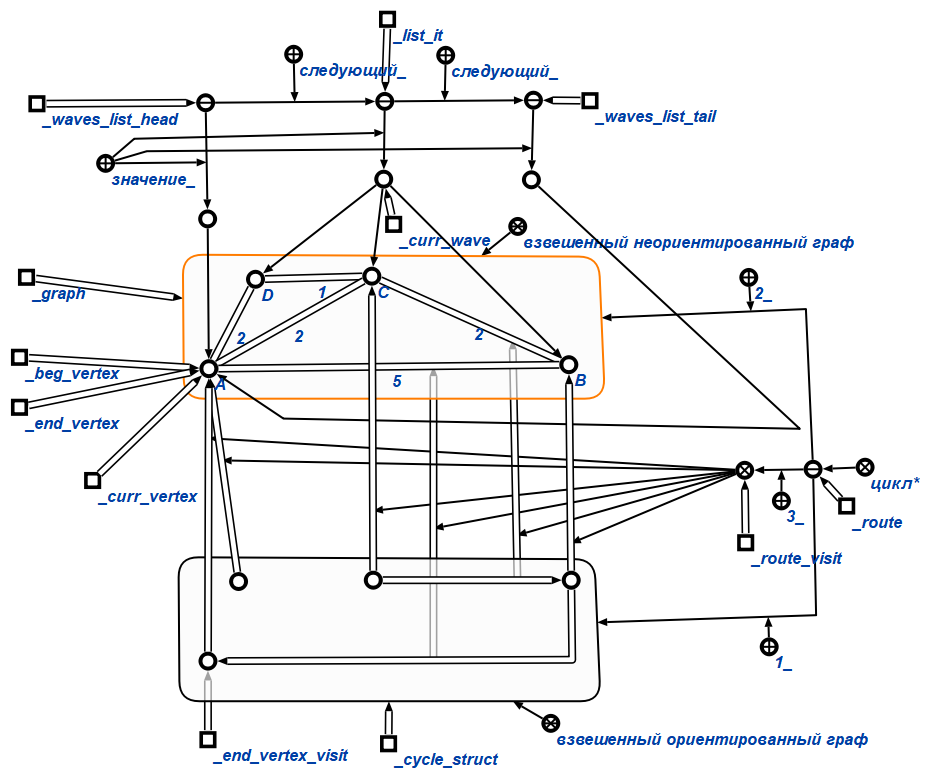 _list_it
следующий_
следующий_
_waves_list_head
_waves_list_tail
значение_
_curr_wave
взвешенный неориентированный граф
_graph
2_
D
1
C
2
2
2
_beg_vertex
A
5
B
_end_vertex
_curr_vertex
цикл*
3_
_route
_route_visit
1_
_end_vertex_visit
_cycle_struct
взвешенный ориентированный граф